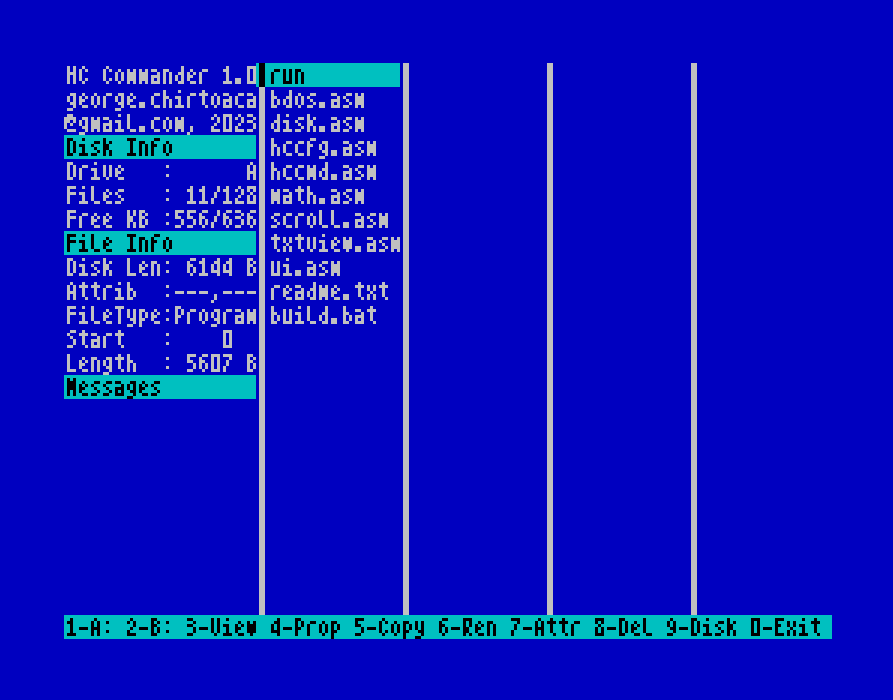 HC Commander 1.0
george.chirtoaca
@gmail.com, 2023
Disk Info
Drive : A
Files : 11/128
Free KB :556/636
File Info
Disk Len: 6144 B
Attrib :---,---
FileType:Program
Start : 0
Length : 5607 B
Messages
run
bdos.asm
disk.asm
hccfg.asm
hccmd.asm
math.asm
scroll.asm
txtview.asm
ui.asm
readme.txt
build.bat
1-A: 2-B: 3-View 4-Prop 5-Copy 6-Ren 7-Attr 8-Del 9-Disk 0-Exit